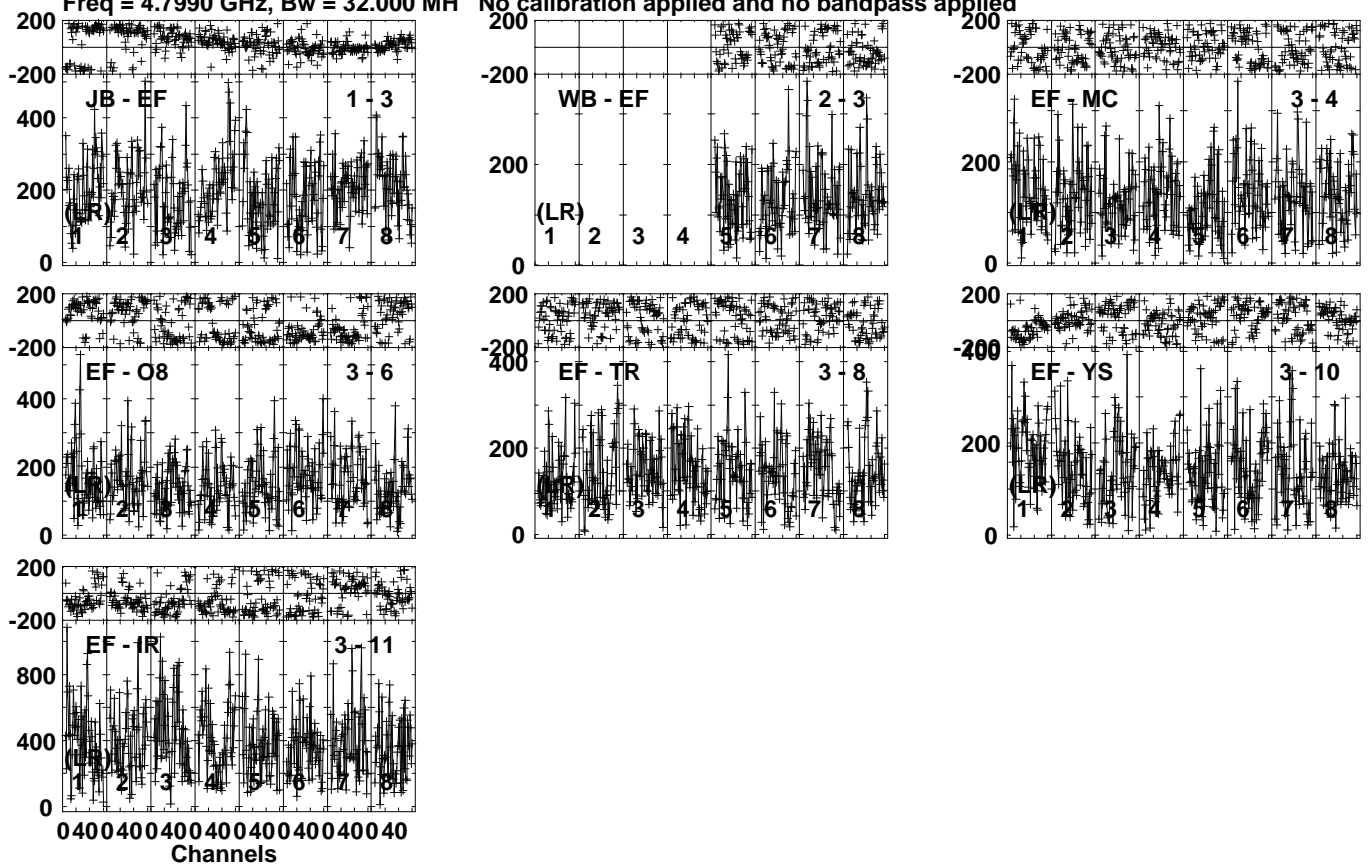 Freq = 4.7990 GHz, Bw = 32.000 MH No calibration applied and no bandpass applied
200
-200
JB - EF 1 - 3
400
200
0
(LR)
1 2 3 4 5 6 7 8
200
-200
WB - EF 2 - 3
200
0
(LR)
1 2 3 4 5 6 7 8
200
-200
EF - MC 3 - 4
200
0
(LR)
1 2 3 4 5 6 7 8
200
-200
EF - O8 3 - 6
400
200
0
(LR)
1 2 3 4 5 6 7 8
200
-200
400
EF - TR 3 - 8
200
0
(LR)
1 2 3 4 5 6 7 8
200
-200
400
EF - YS 3 - 10
200
0
(LR)
1 2 3 4 5 6 7 8
200
-200
EF - IR 3 - 11
800
400
0
(LR)
1 2 3 4 5 6 7 8
0 40 0 40 0 40 0 40 0 40 0 40 0 40 0 40
Channels